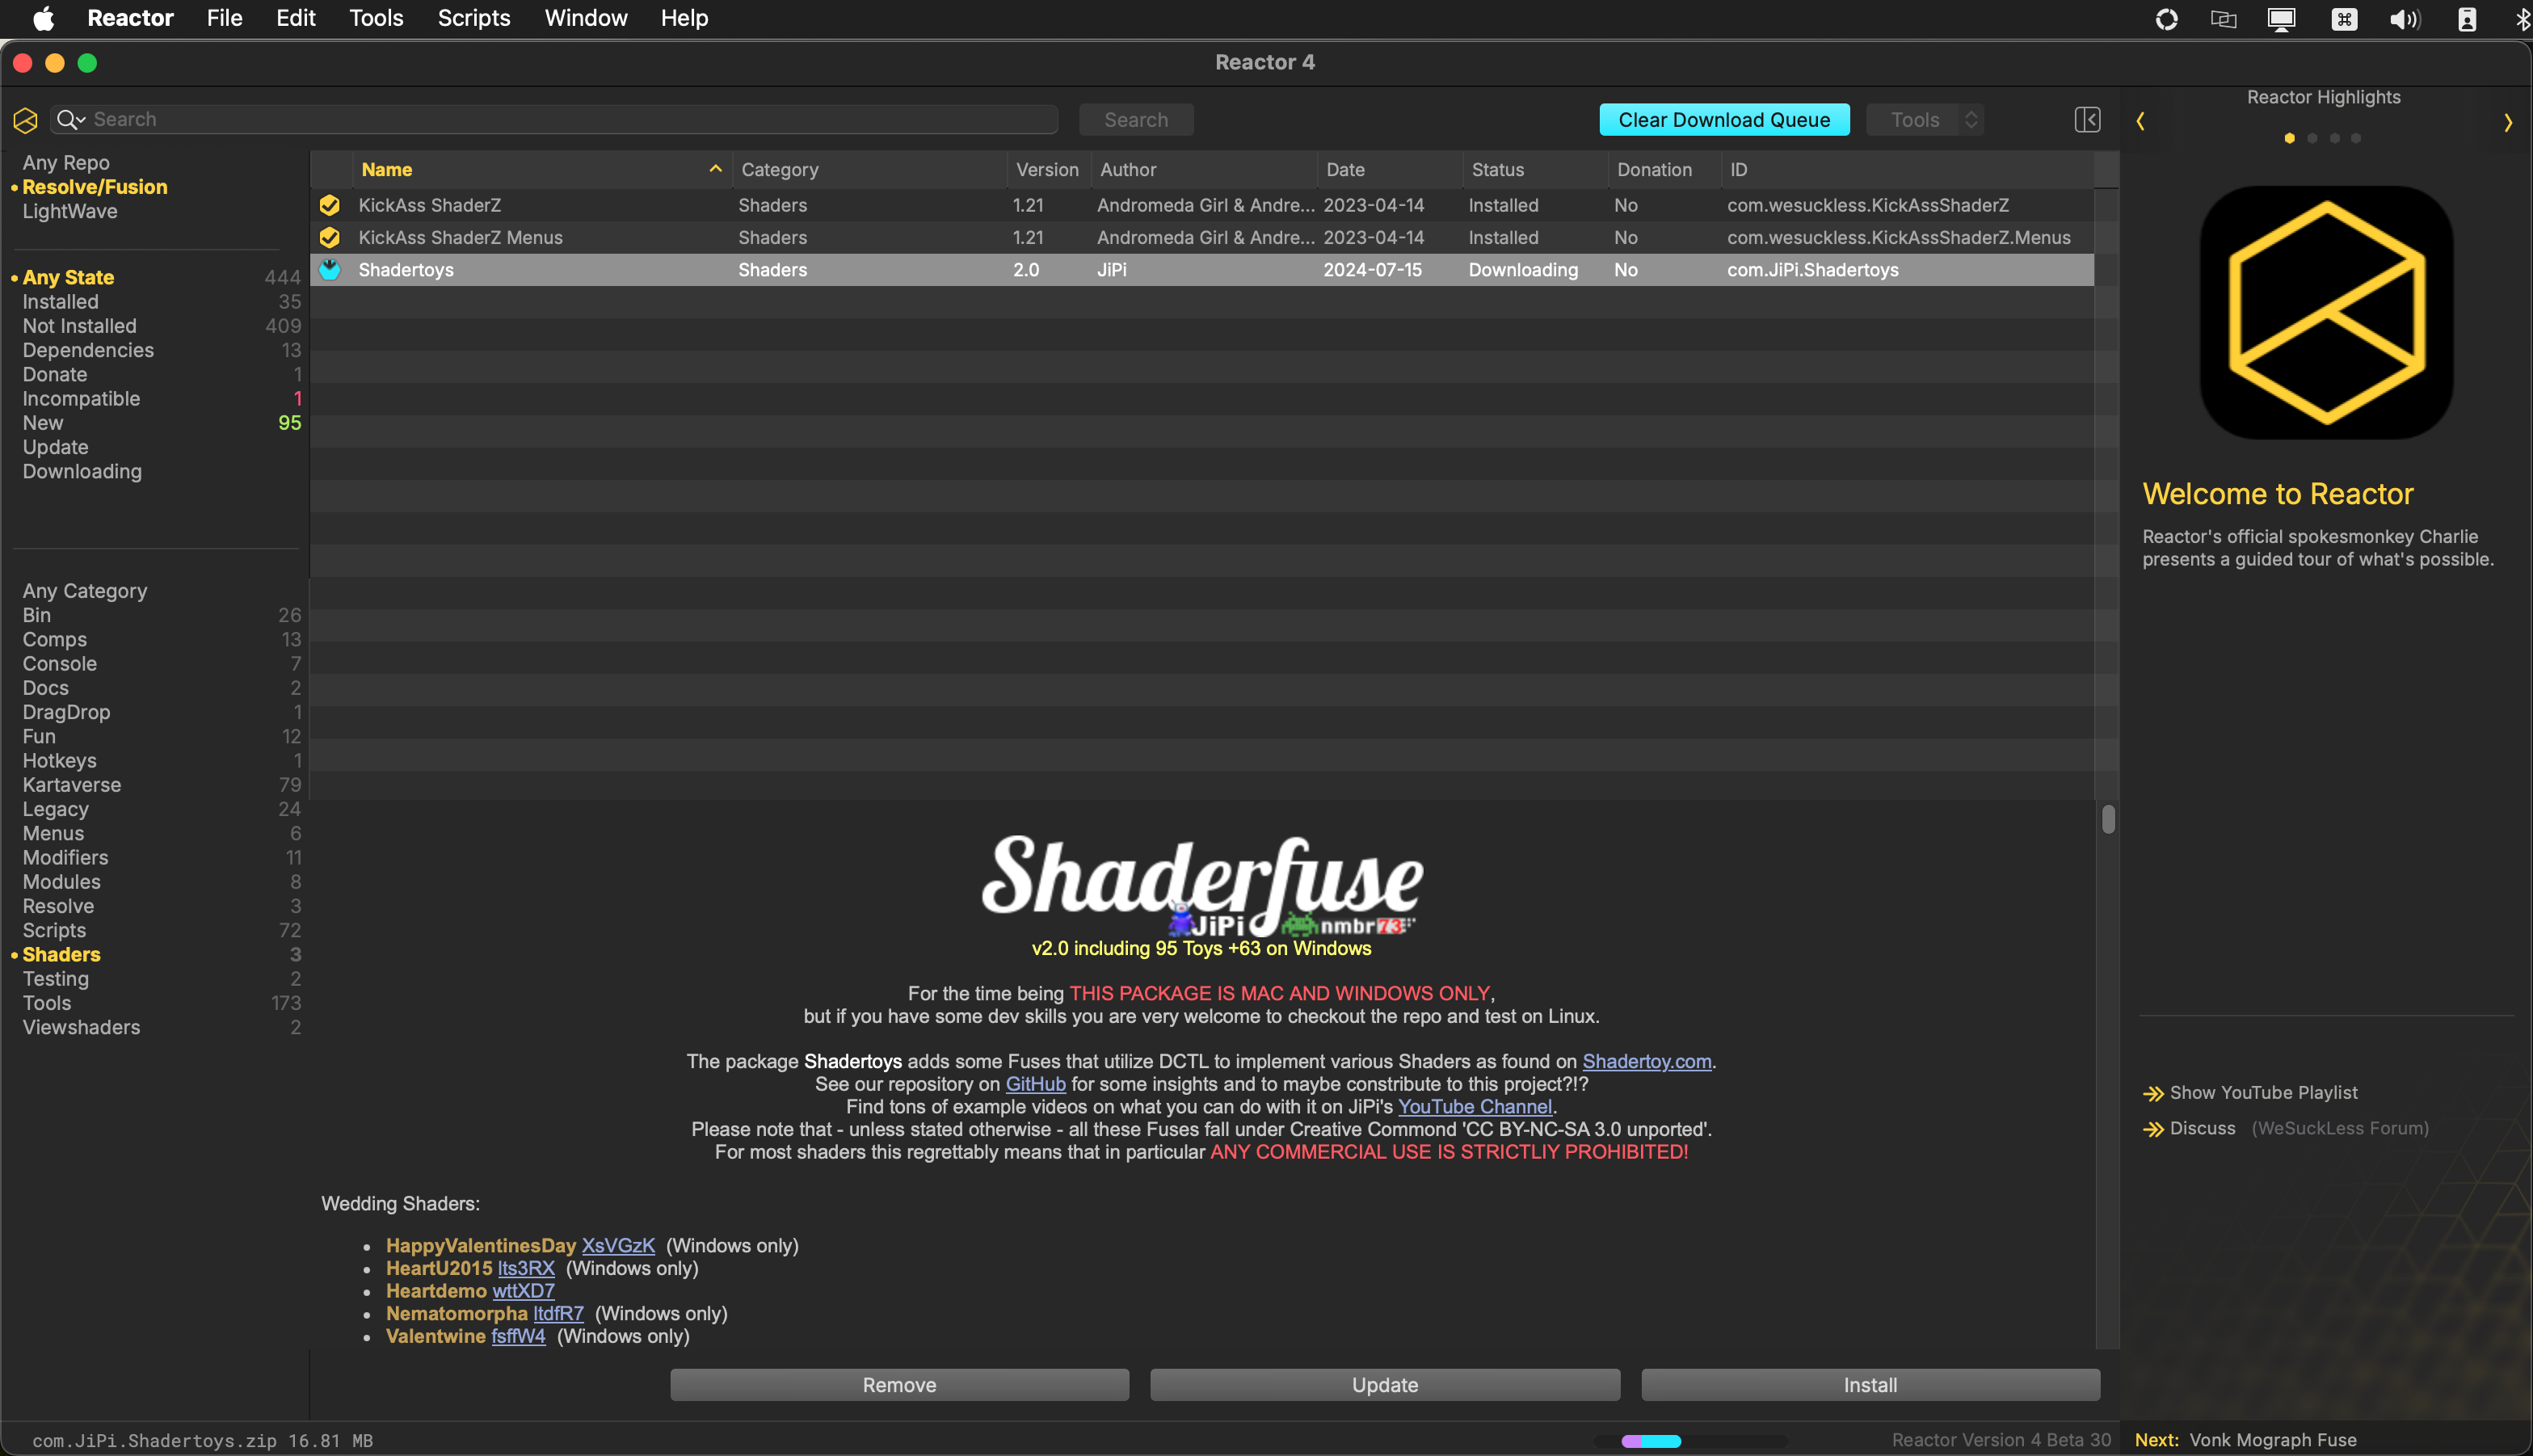 Reactor File Edit Tools Scripts Window Help
Reactor 4
Search Search Clear Download Queue Tools
Reactor Highlights
Any Repo
Resolve/Fusion
LightWave
Any State 444
Installed 35
Not Installed 409
Dependencies 13
Donate 1
Incompatible 1
New 95
Update
Downloading
Any Category
Bin 26
Comps 13
Console 7
Docs 2
DragDrop 1
Fun 12
Hotkeys 1
Kartaverse 79
Legacy 24
Menus 6
Modifiers 11
Modules 8
Resolve 3
Scripts 72
Shaders 3
Testing 2
Tools 173
Viewshaders 2
Name Category Version Author Date Status Donation ID
KickAss ShaderZ Shaders 1.21 Andromeda Girl & Andre... 2023-04-14 Installed No com.wesuckless.KickAssShaderZ
KickAss ShaderZ Menus Shaders 1.21 Andromeda Girl & Andre... 2023-04-14 Installed No com.wesuckless.KickAssShaderZ.Menus
Shadertoys Shaders 2.0 JiPi 2024-07-15 Downloading No com.JiPi.Shadertoys
Shaderfuse
JiPi nmbr73
v2.0 including 95 Toys +63 on Windows
For the time being THIS PACKAGE IS MAC AND WINDOWS ONLY,
but if you have some dev skills you are very welcome to checkout the repo and test on Linux.
The package Shadertoys adds some Fuses that utilize DCTL to implement various Shaders as found on Shadertoy.com.
See our repository on GitHub for some insights and to maybe constribute to this project?!?
Find tons of example videos on what you can do with it on JiPi's YouTube Channel.
Please note that - unless stated otherwise - all these Fuses fall under Creative Commond 'CC BY-NC-SA 3.0 unported'.
For most shaders this regrettably means that in particular ANY COMMERCIAL USE IS STRICTLIY PROHIBITED!
Wedding Shaders:
• HappyValentinesDay XsVGzK (Windows only)
• HeartU2015 lts3RX (Windows only)
• Heartdemo wttXD7
• Nematomorpha ltdfR7 (Windows only)
• Valentwine fsffW4 (Windows only)
Remove Update Install
com.JiPi.Shadertoys.zip 16.81 MB
Reactor Version 4 Beta 30
Welcome to Reactor
Reactor's official spokesmonkey Charlie
presents a guided tour of what's possible.
Show YouTube Playlist
Discuss (WeSuckLess Forum)
Next: Vonk Mograph Fuse